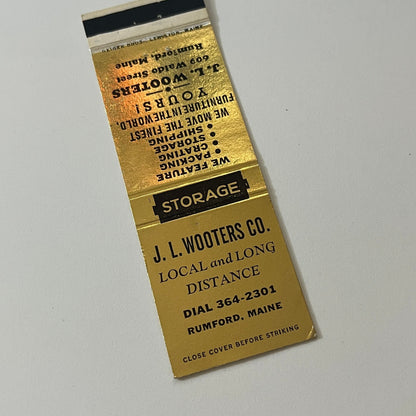 STORAGE
J. L. WOOTERS CO.
LOCAL and LONG
DISTANCE
DIAL 364-2301
RUMFORD, MAINE
CLOSE COVER BEFORE STRIKING
WE FEATURE
• PACKING
• CRATING
• STORAGE
• SHIPPING
WE MOVE THE FINEST
FURNITURE IN THE WORLD,
YOURS!
J. L. WOOTERS
609 Waldo Street
Rumford, Maine